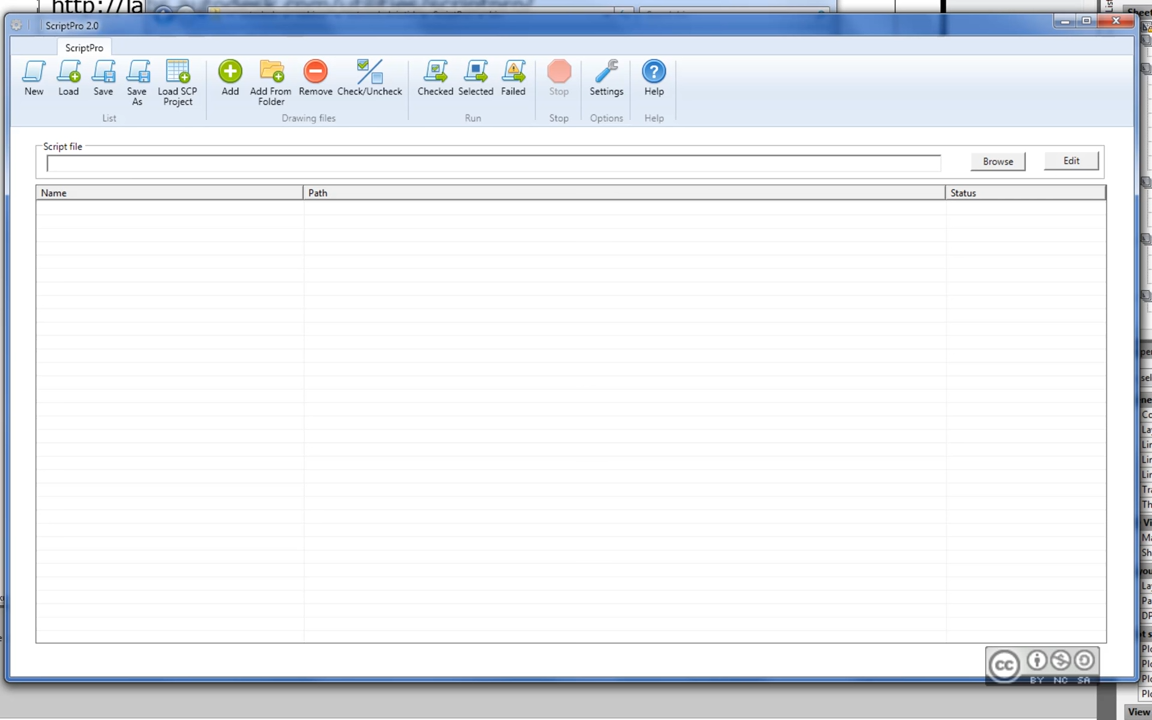 http://la
ScriptPro 2.0
ScriptPro
New
Load
Save
Save As
Load SCP Project
List
Add
Add From Folder
Remove
Check/Uncheck
Drawing files
Checked
Selected
Failed
Run
Stop
Stop
Settings
Options
Help
Help
Script file
Browse
Edit
Name Path Status
cc
BY NC SA
View